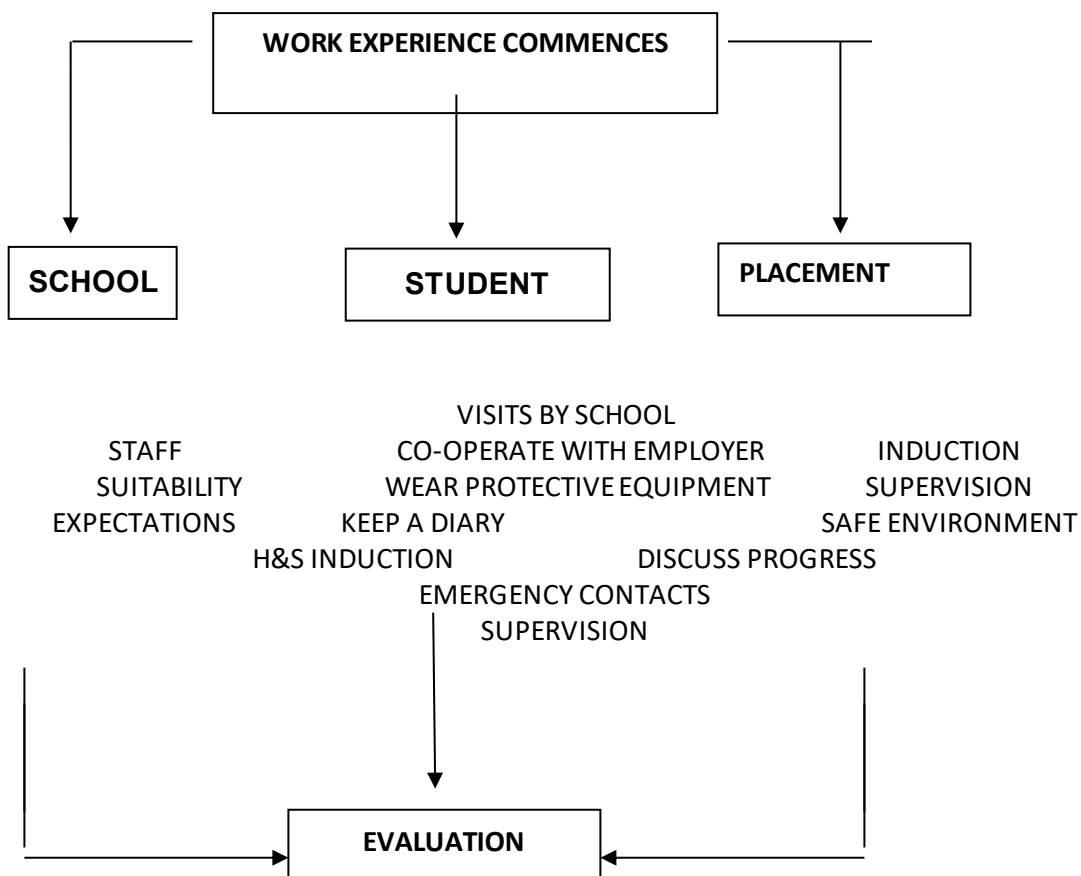 WORK EXPERIENCE COMMENCES
SCHOOL STUDENT PLACEMENT
VISITS BY SCHOOL
STAFF CO-OPERATE WITH EMPLOYER INDUCTION
SUITABILITY WEAR PROTECTIVE EQUIPMENT SUPERVISION
EXPECTATIONS KEEP A DIARY SAFE ENVIRONMENT
H&S INDUCTION DISCUSS PROGRESS
EMERGENCY CONTACTS
SUPERVISION
EVALUATION